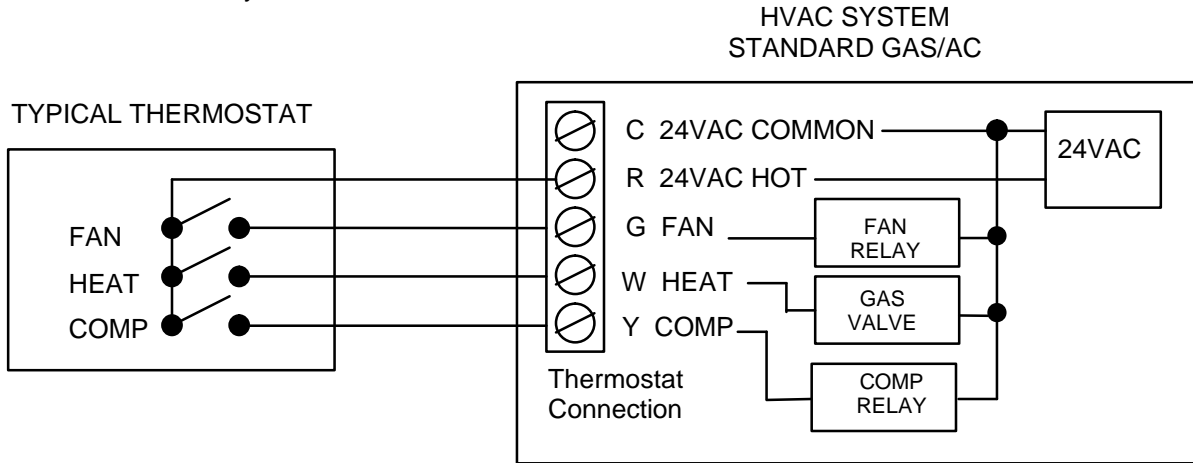 HVAC SYSTEM
STANDARD GAS/AC
TYPICAL THERMOSTAT
FAN
HEAT
COMP
C 24VAC COMMON
R 24VAC HOT
G FAN
W HEAT
Y COMP
Thermostat
Connection
24VAC
FAN
RELAY
GAS
VALVE
COMP
RELAY